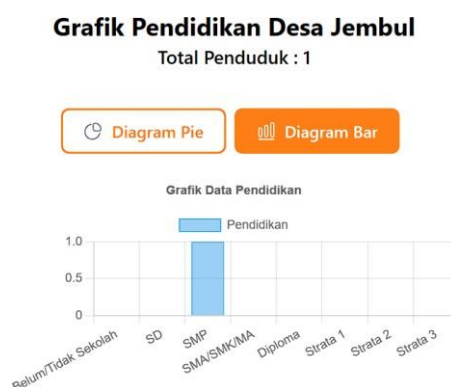 Grafik Pendidikan Desa Jembul
Total Penduduk : 1
Diagram Pie
Diagram Bar
Grafik Data Pendidikan
Pendidikan
1.0
0.5
0
Belum/Tidak Sekolah
SD
SMP
SMA/SMK/MA
Diploma
Strata 1
Strata 2
Strata 3